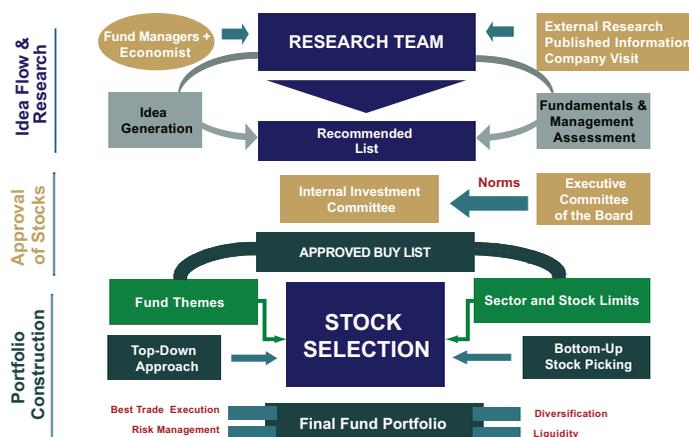 Idea Flow &
Research
Fund Managers +
Economist
RESEARCH TEAM
External Research
Published Information
Company Visit
Idea
Generation
Recommended
List
Fundamentals &
Management
Assessment
Approval
of Stocks
Internal Investment
Committee
Norms
Executive
Committee
of the Board
APPROVED BUY LIST
Portfolio
Construction
Fund Themes
STOCK
SELECTION
Sector and Stock Limits
Top-Down
Approach
Bottom-Up
Stock Picking
Best Trade Execution
Risk Management
Final Fund Portfolio
Diversification
Liquidity